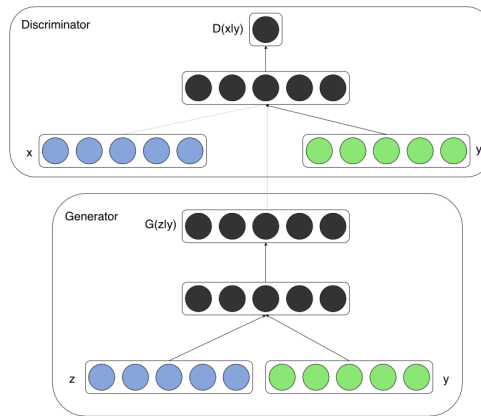 Discriminator
D(x|y)
x
y
Generator
G(z|y)
z
y